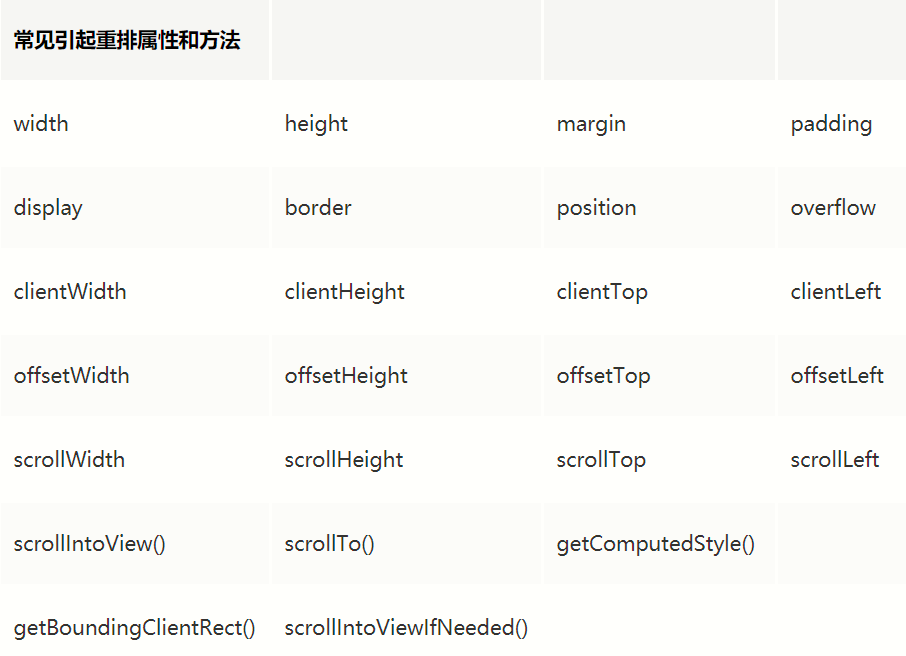 常见引起重排属性和方法
width height margin padding
display border position overflow
clientWidth clientHeight clientTop clientLeft
offsetWidth offsetHeight offsetTop offsetLeft
scrollWidth scrollHeight scrollTop scrollLeft
scrollIntoView() scrollTo() getComputedStyle()
getBoundingClientRect() scrollIntoViewIfNeeded()